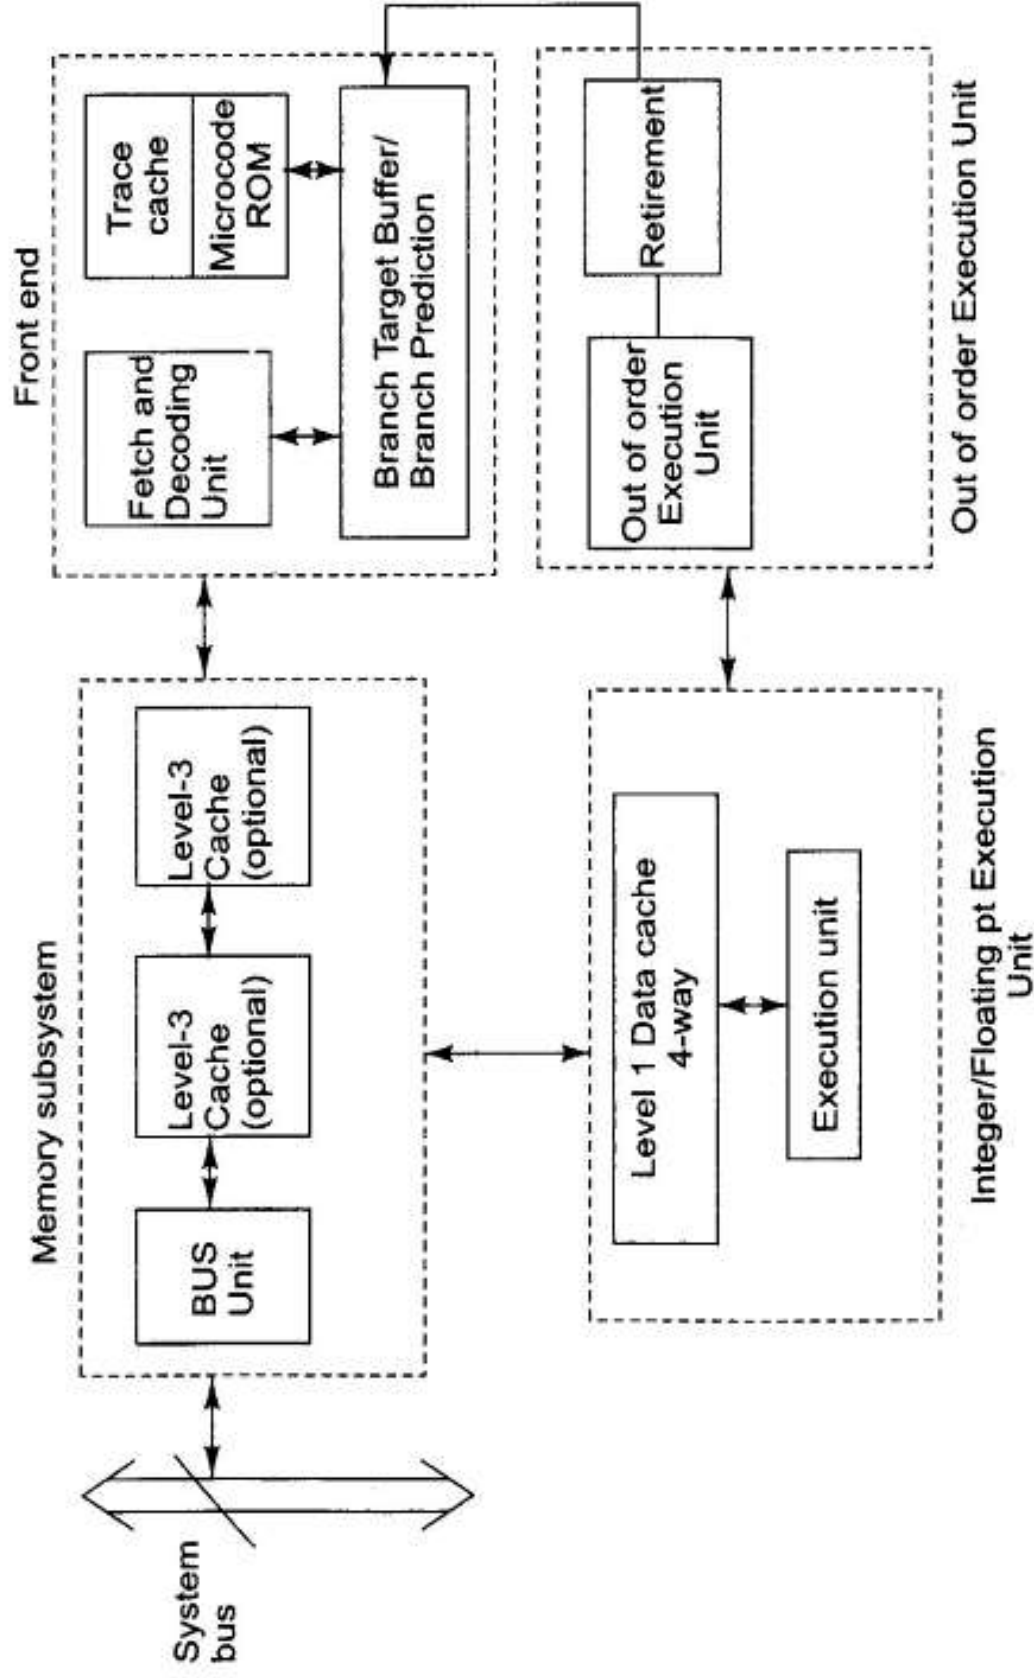 System
bus
Memory subsystem
BUS
Unit
Level-3
Cache
(optional)
Level-3
Cache
(optional)
Front end
Fetch and
Decoding
Unit
Trace
cache
Microcode
ROM
Branch Target Buffer/
Branch Prediction
Level 1 Data cache
4-way
Execution unit
Integer/Floating pt Execution
Unit
Out of order
Execution
Unit
Retirement
Out of order Execution Unit